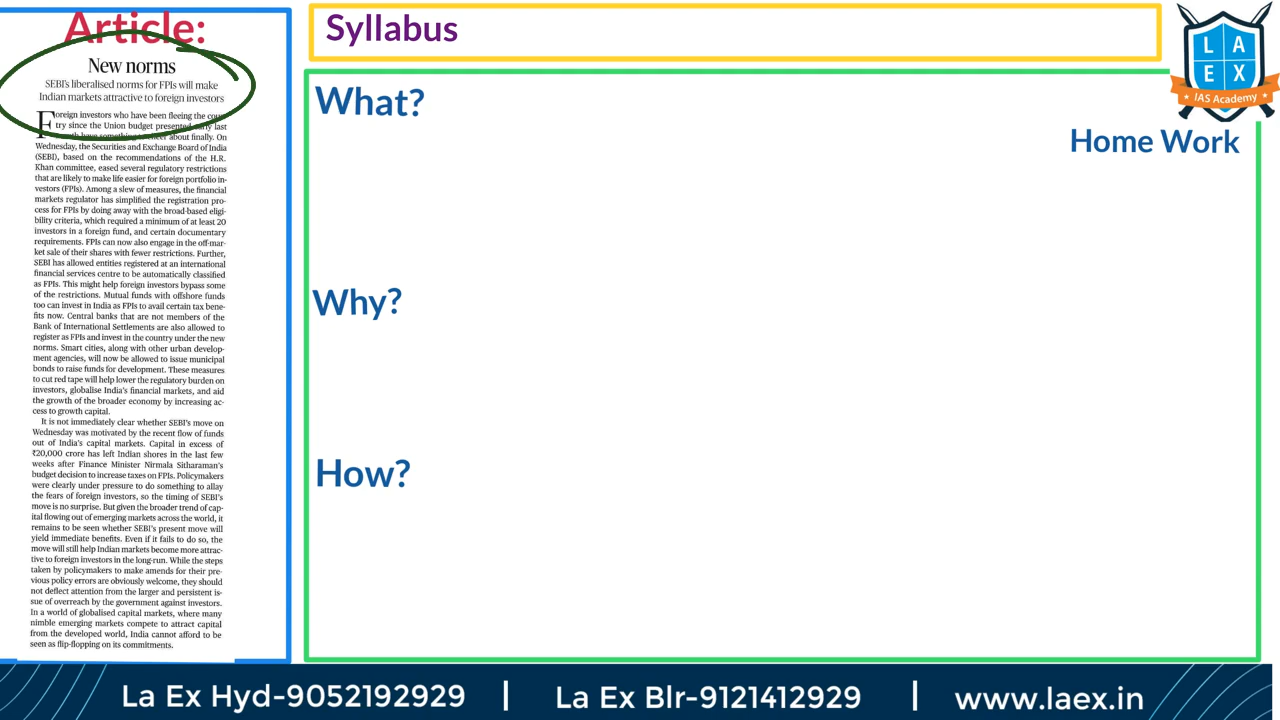 Article:
New norms
SEBI's liberalised norms for FPIs will make
Indian markets attractive to foreign investors
Foreign investors who have been fleeing the coun-
try since the Union budget presented early last
about finally. On
Wednesday, the Securities and Exchange Board of India
(SEBI), based on the recommendations of the H.R.
Khan committee, eased several regulatory restrictions
that are likely to make life easier for foreign portfolio in-
vestors (FPIs). Among a slew of measures, the financial
markets regulator has simplified the registration pro-
cess for FPIs by doing away with the broad-based eligi-
bility criteria, which required a minimum of at least 20
investors in a foreign fund, and certain documentary
requirements. FPIs can now also engage in the off-mar-
ket sale of their shares with fewer restrictions. Further,
SEBI has allowed entities registered at an international
financial services centre to be automatically classified
as FPIs. This might help foreign investors bypass some
of the restrictions. Mutual funds with offshore funds
too can invest in India as FPIs to avail certain tax bene-
fits now. Central banks that are not members of the
Bank of International Settlements are also allowed to
register as FPIs and invest in the country under the new
norms. Smart cities, along with other urban develop-
ment agencies, will now be allowed to issue municipal
bonds to raise funds for development. These measures
to cut red tape will help lower the regulatory burden on
investors, globalise India's financial markets, and aid
the growth of the broader economy by increasing ac-
cess to growth capital.
It is not immediately clear whether SEBI's move on
Wednesday was motivated by the recent flow of funds
out of India's capital markets. Capital in excess of
₹20,000 crore has left Indian shores in the last few
weeks after Finance Minister Nirmala Sitharaman's
budget decision to increase taxes on FPIs. Policymakers
were clearly under pressure to do something to allay
the fears of foreign investors, so the timing of SEBI's
move is no surprise. But given the broader trend of cap-
ital flowing out of emerging markets across the world, it
remains to be seen whether SEBI's present move will
yield immediate benefits. Even if it fails to do so, the
move will still help Indian markets become more attrac-
tive to foreign investors in the long-run. While the steps
taken by policymakers to make amends for their pre-
vious policy errors are obviously welcome, they should
not deflect attention from the larger and persistent is-
sue of overreach by the government against investors.
In a world of globalised capital markets, where many
nimble emerging markets compete to attract capital
from the developed world, India cannot afford to be
seen as flip-flopping on its commitments.
Syllabus
What?
Home Work
Why?
How?
L A
E X
IAS Academy
La Ex Hyd-9052192929 | La Ex Blr-9121412929 | www.laex.in